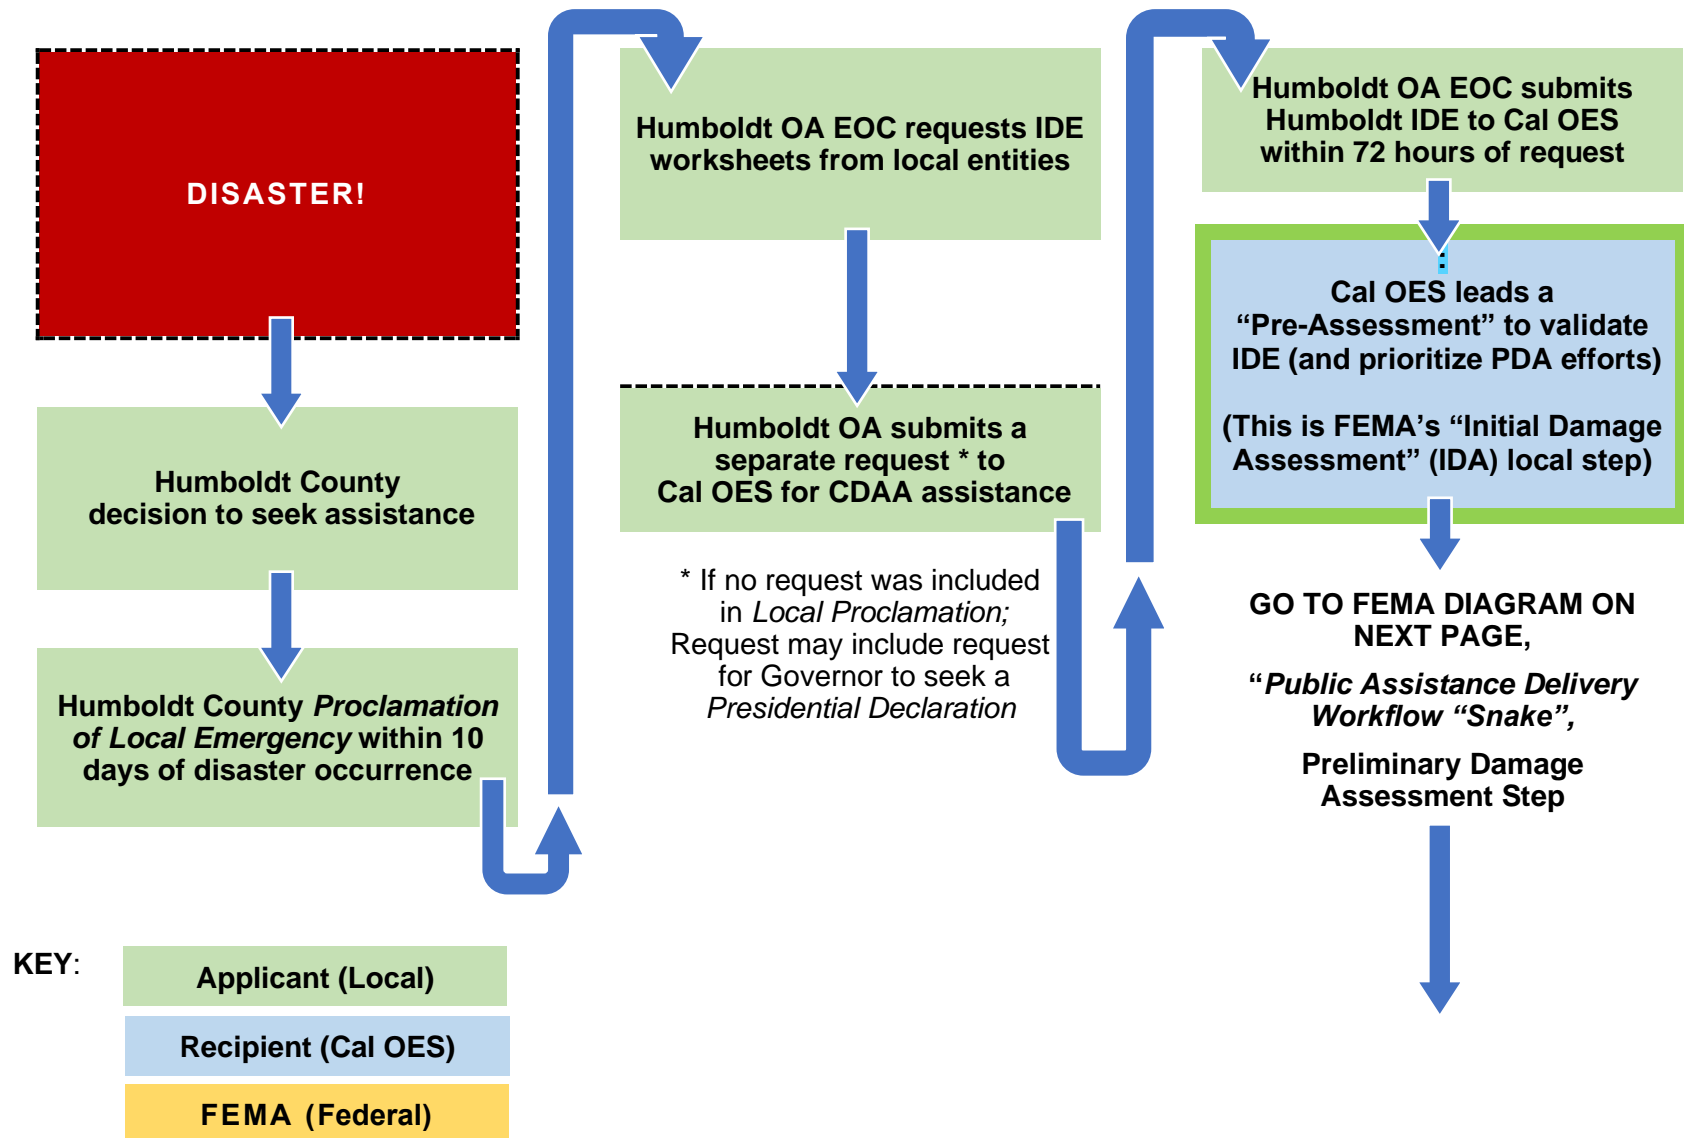 DISASTER!
Humboldt County
decision to seek assistance
Humboldt County Proclamation
of Local Emergency within 10
days of disaster occurrence
Humboldt OA EOC requests IDE
worksheets from local entities
Humboldt OA submits a
separate request * to
Cal OES for CDAA assistance
* If no request was included
in Local Proclamation;
Request may include request
for Governor to seek a
Presidential Declaration
Humboldt OA EOC submits
Humboldt IDE to Cal OES
within 72 hours of request
:
Cal OES leads a
“Pre-Assessment” to validate
IDE (and prioritize PDA efforts)
(This is FEMA’s “Initial Damage
Assessment” (IDA) local step)
GO TO FEMA DIAGRAM ON
NEXT PAGE,
“Public Assistance Delivery
Workflow “Snake”,
Preliminary Damage
Assessment Step
KEY:
Applicant (Local)
Recipient (Cal OES)
FEMA (Federal)